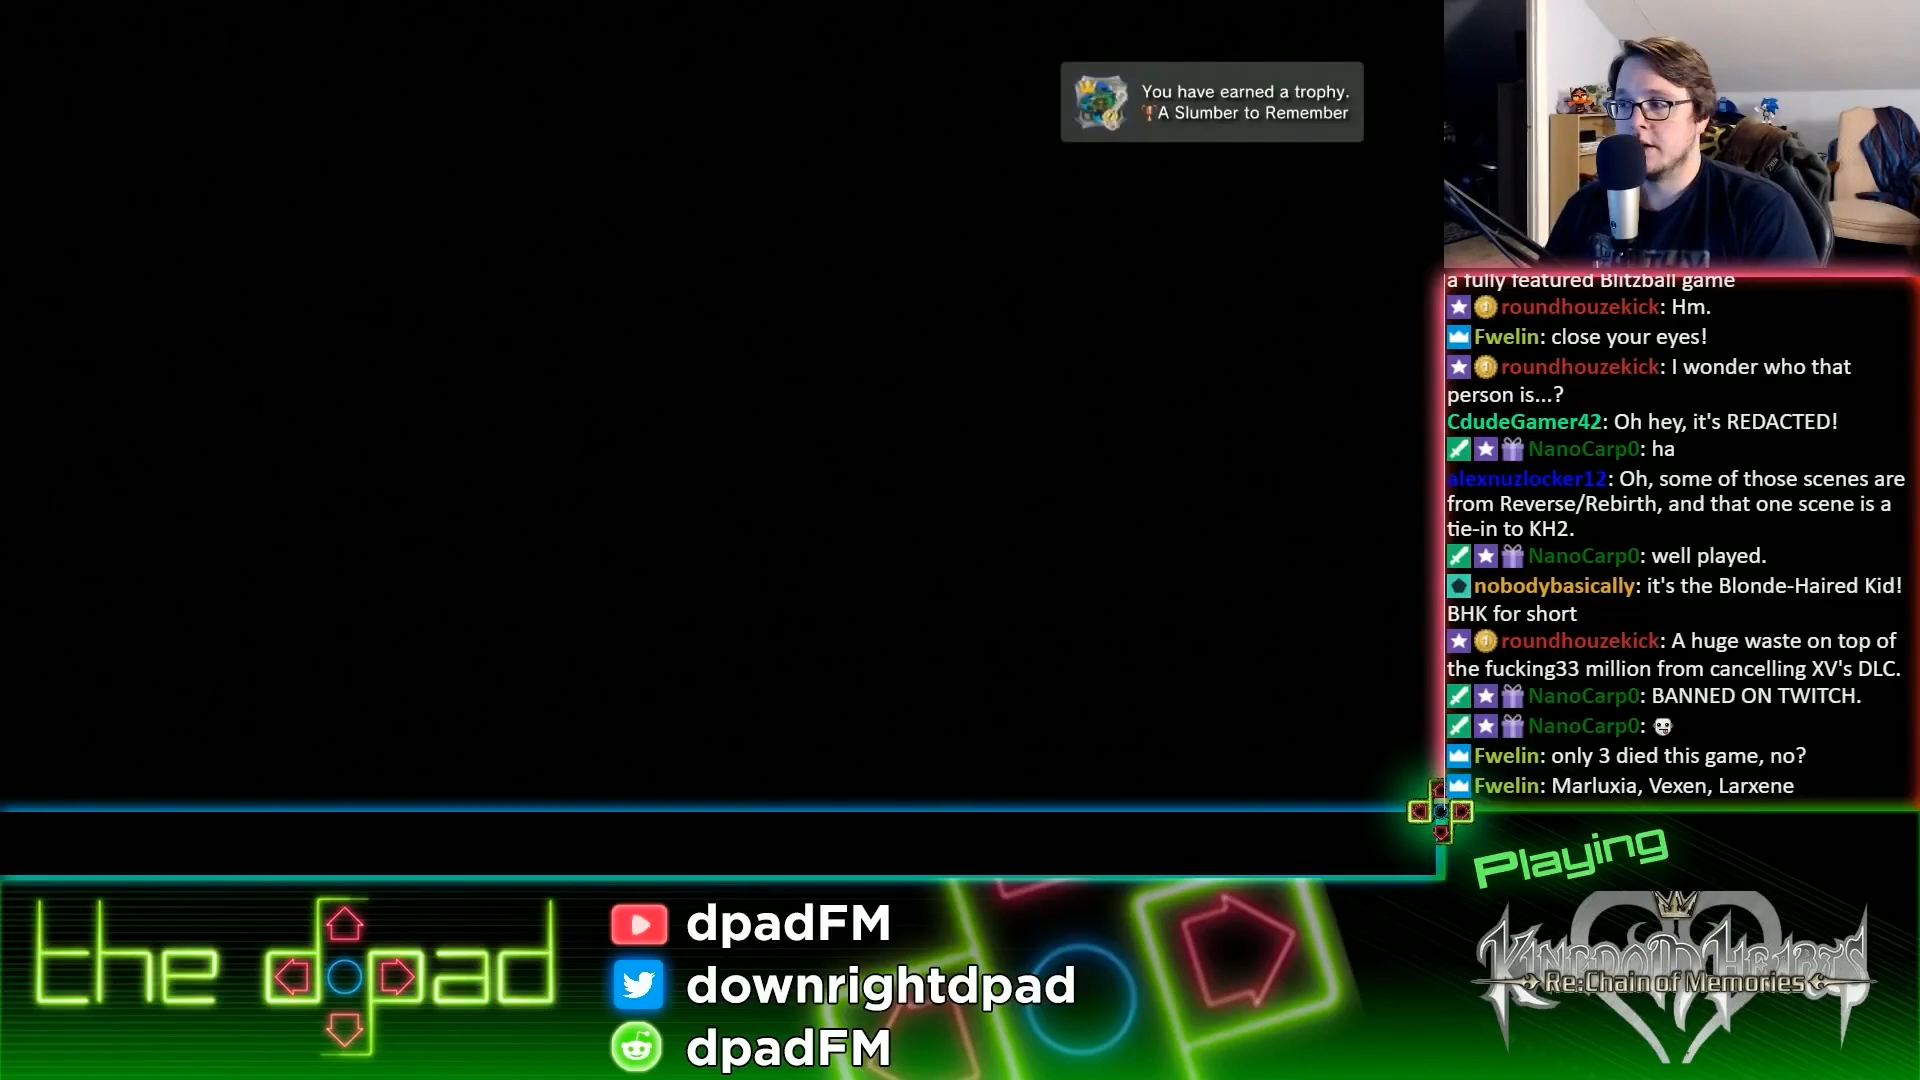 You have earned a trophy.
A Slumber to Remember
a fully featured Blitzball game
roundhouzekick: Hm.
Fwelin: close your eyes!
roundhouzekick: I wonder who that
person is...?
CdudeGamer42: Oh hey, it's REDACTED!
NanoCarp0: ha
alexnuzlocker12: Oh, some of those scenes are
from Reverse/Rebirth, and that one scene is a
tie-in to KH2.
NanoCarp0: well played.
nobodybasically: it's the Blonde-Haired Kid!
BHK for short
roundhouzekick: A huge waste on top of
the fucking33 million from cancelling XV's DLC.
NanoCarp0: BANNED ON TWITCH.
NanoCarp0:
Fwelin: only 3 died this game, no?
Fwelin: Marluxia, Vexen, Larxene
Playing
the dpad
dpadFM
downrightdpad
dpadFM
KINGDOM HEARTS
Re:Chain of Memories